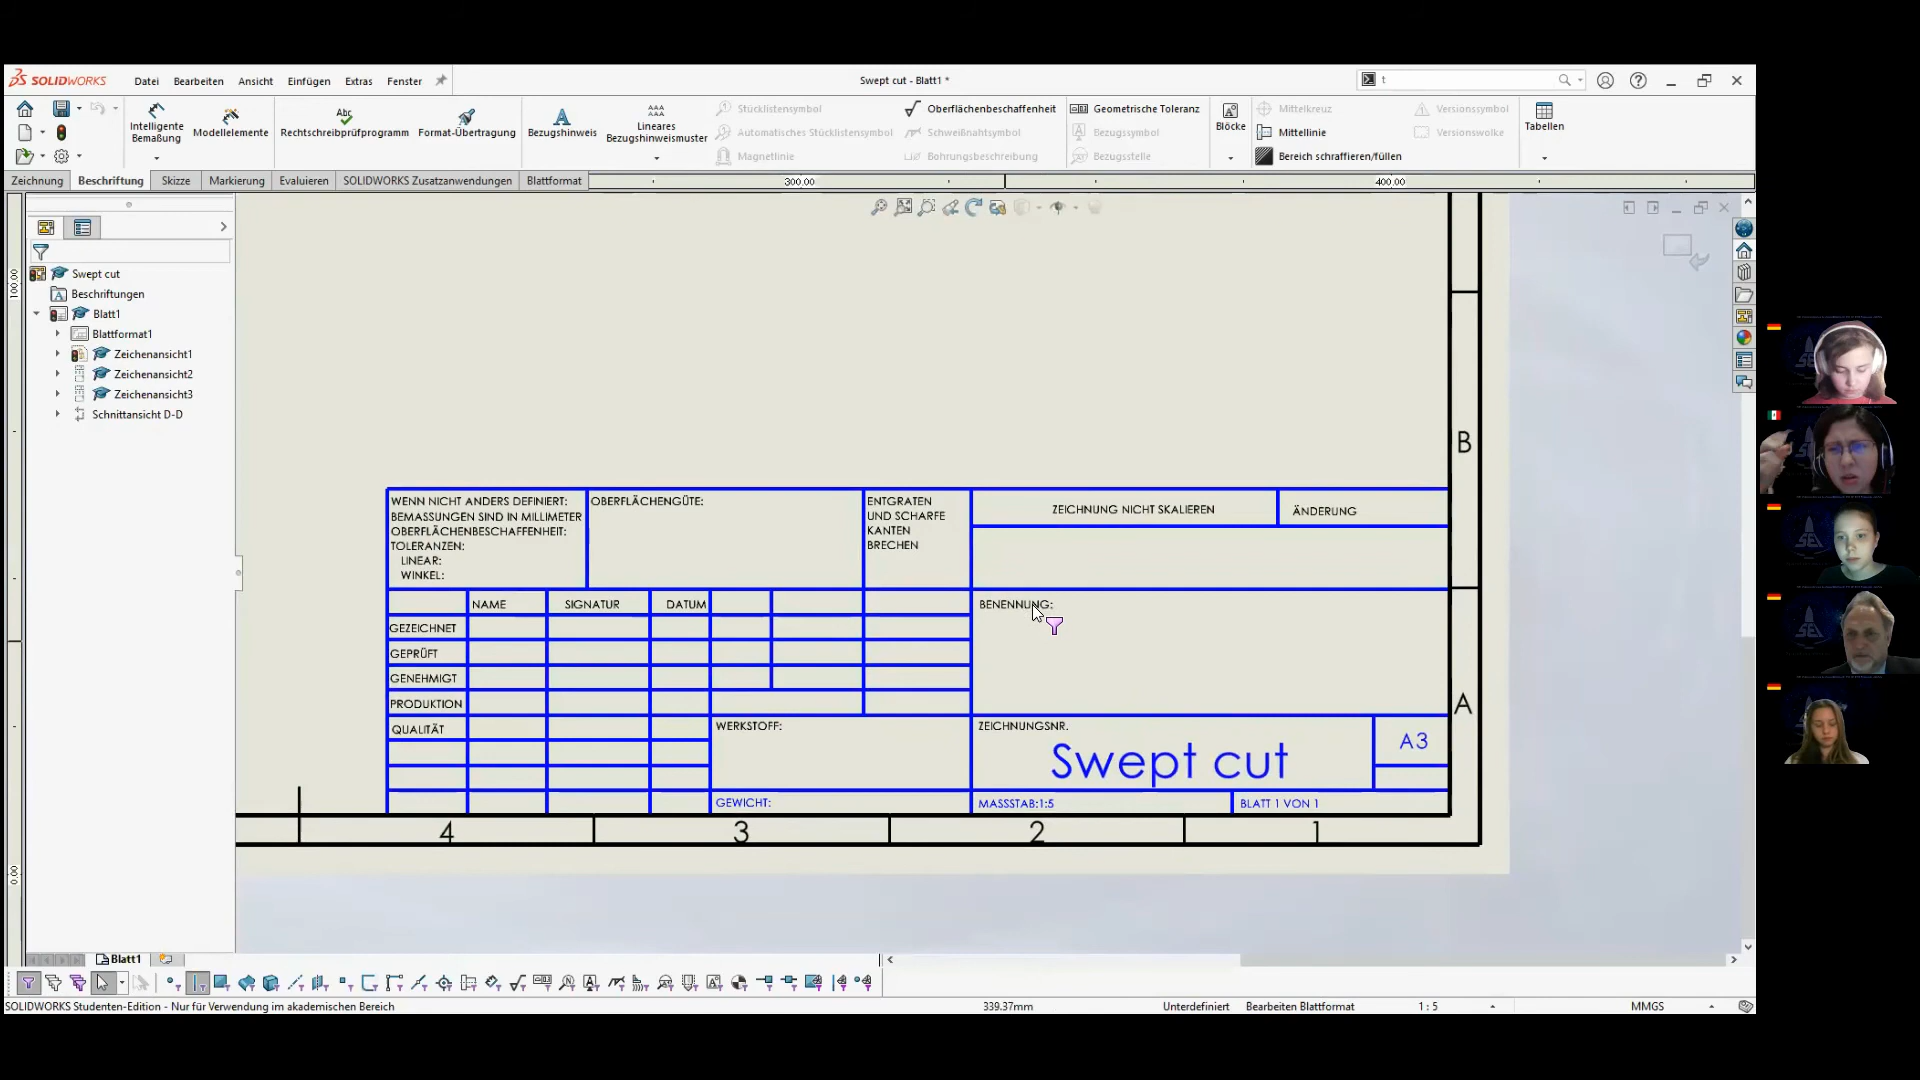 SOLIDWORKS
Datei Bearbeiten Ansicht Einfügen Extras Fenster
Swept cut - Blatt1 *
t
Intelligente Bemaßung
Modellelemente
Abc
Rechtschreibprüfprogramm
Format-Übertragung
Bezugshinweis
Lineares Bezugshinweismuster
Stücklistensymbol
Automatisches Stücklistensymbol
Magnetlinie
Oberflächenbeschaffenheit
Schweißnahtsymbol
Bohrungsbeschreibung
Geometrische Toleranz
Bezugssymbol
Bezugsstelle
Blöcke
Mittelkreuz
Mittellinie
Bereich schraffieren/füllen
Versionssymbol
Versionswolke
Tabellen
Zeichnung Beschriftung Skizze Markierung Evaluieren SOLIDWORKS Zusatzanwendungen Blattformat
300.00 400.00
100.00
0.00
Swept cut
Beschriftungen
Blatt1
Blattformat1
Zeichenansicht1
Zeichenansicht2
Zeichenansicht3
Schnittansicht D-D
B
A
WENN NICHT ANDERS DEFINIERT:
BEMASSUNGEN SIND IN MILLIMETER
OBERFLÄCHENBESCHAFFENHEIT:
TOLERANZEN:
LINEAR:
WINKEL:
OBERFLÄCHENGÜTE:
ENTGRATEN
UND SCHARFE
KANTEN
BRECHEN
ZEICHNUNG NICHT SKALIEREN
ÄNDERUNG
NAME SIGNATUR DATUM
GEZEICHNET
GEPRÜFT
GENEHMIGT
PRODUKTION
QUALITÄT
BENENNUNG:
WERKSTOFF:
ZEICHNUNGSNR.
Swept cut
A3
GEWICHT:
MASSSTAB:1:5
BLATT 1 VON 1
4 3 2 1
Blatt1
SOLIDWORKS Studenten-Edition - Nur für Verwendung im akademischen Bereich
339.37mm
Unterdefiniert
Bearbeiten Blattformat
1 : 5
MMGS